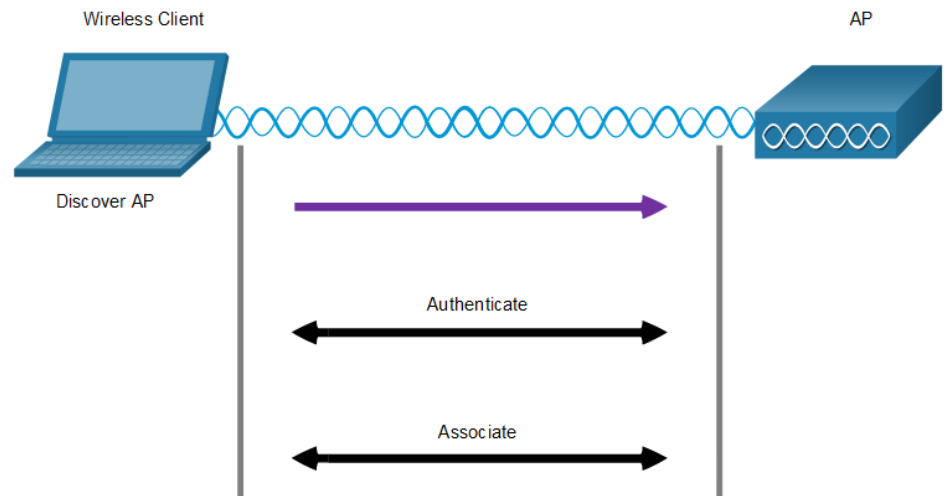 Wireless Client
AP
Discover AP
Authenticate
Associate